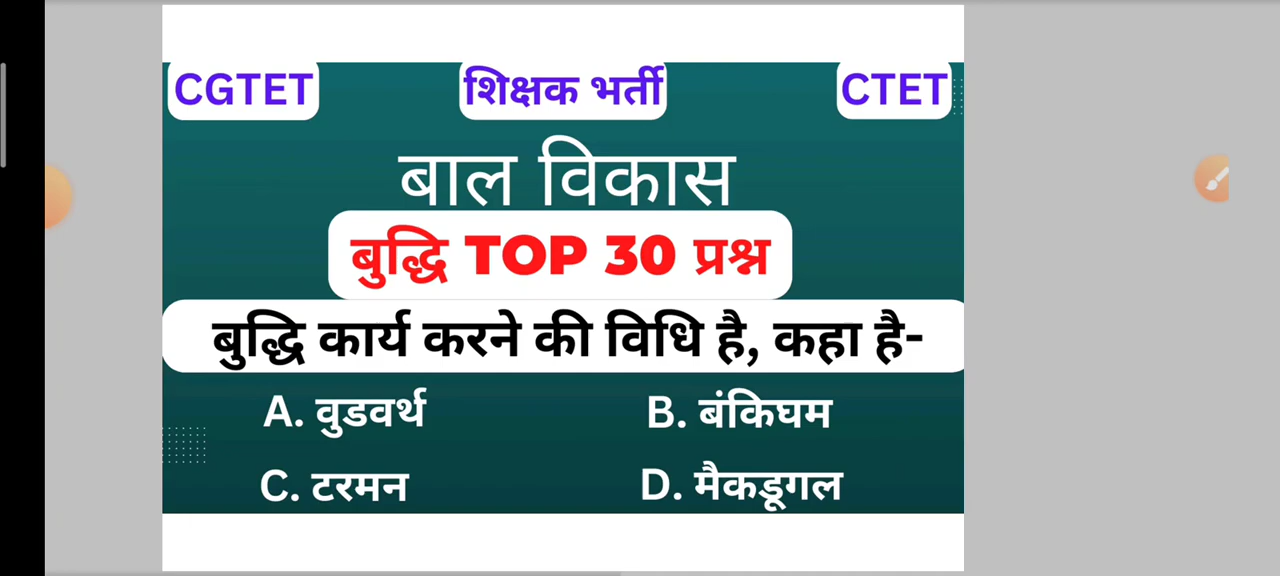 CGTET शिक्षक भर्ती CTET
बाल विकास
बुद्धि TOP 30 प्रश्न
बुद्धि कार्य करने की विधि है, कहा है-
A. वुडवर्थ B. बंकिघम
C. टरमन D. मैकडूगल